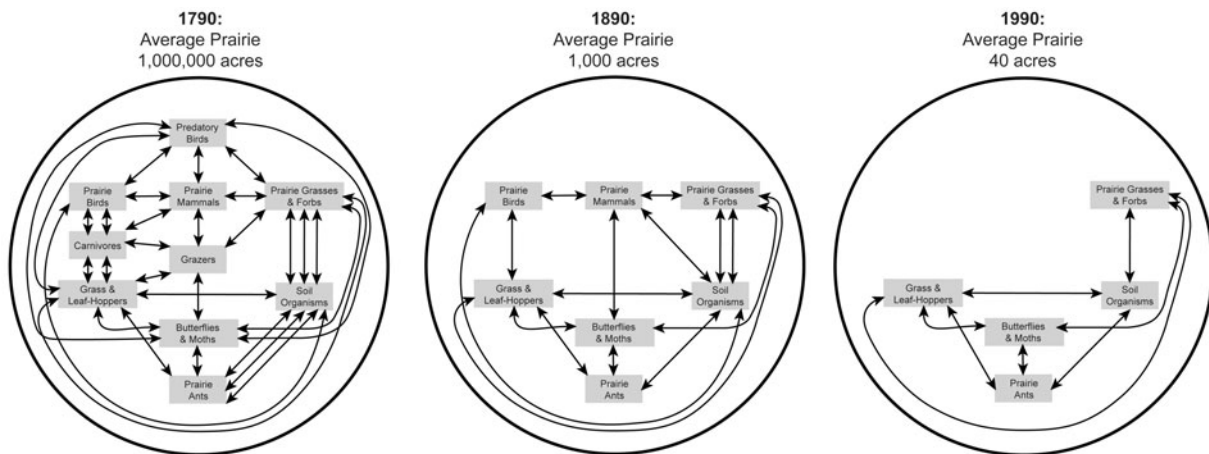 1790:
Average Prairie
1,000,000 acres
Predatory
Birds
Prairie
Birds
Prairie
Mammals
Prairie Grasses
& Forbs
Carnivores
Grazers
Grass &
Leaf-Hoppers
Soil
Organisms
Butterflies
& Moths
Prairie
Ants
1890:
Average Prairie
1,000 acres
Prairie
Birds
Prairie
Mammals
Prairie Grasses
& Forbs
Grass &
Leaf-Hoppers
Soil
Organisms
Butterflies
& Moths
Prairie
Ants
1990:
Average Prairie
40 acres
Prairie Grasses
& Forbs
Grass &
Leaf-Hoppers
Soil
Organisms
Butterflies
& Moths
Prairie
Ants